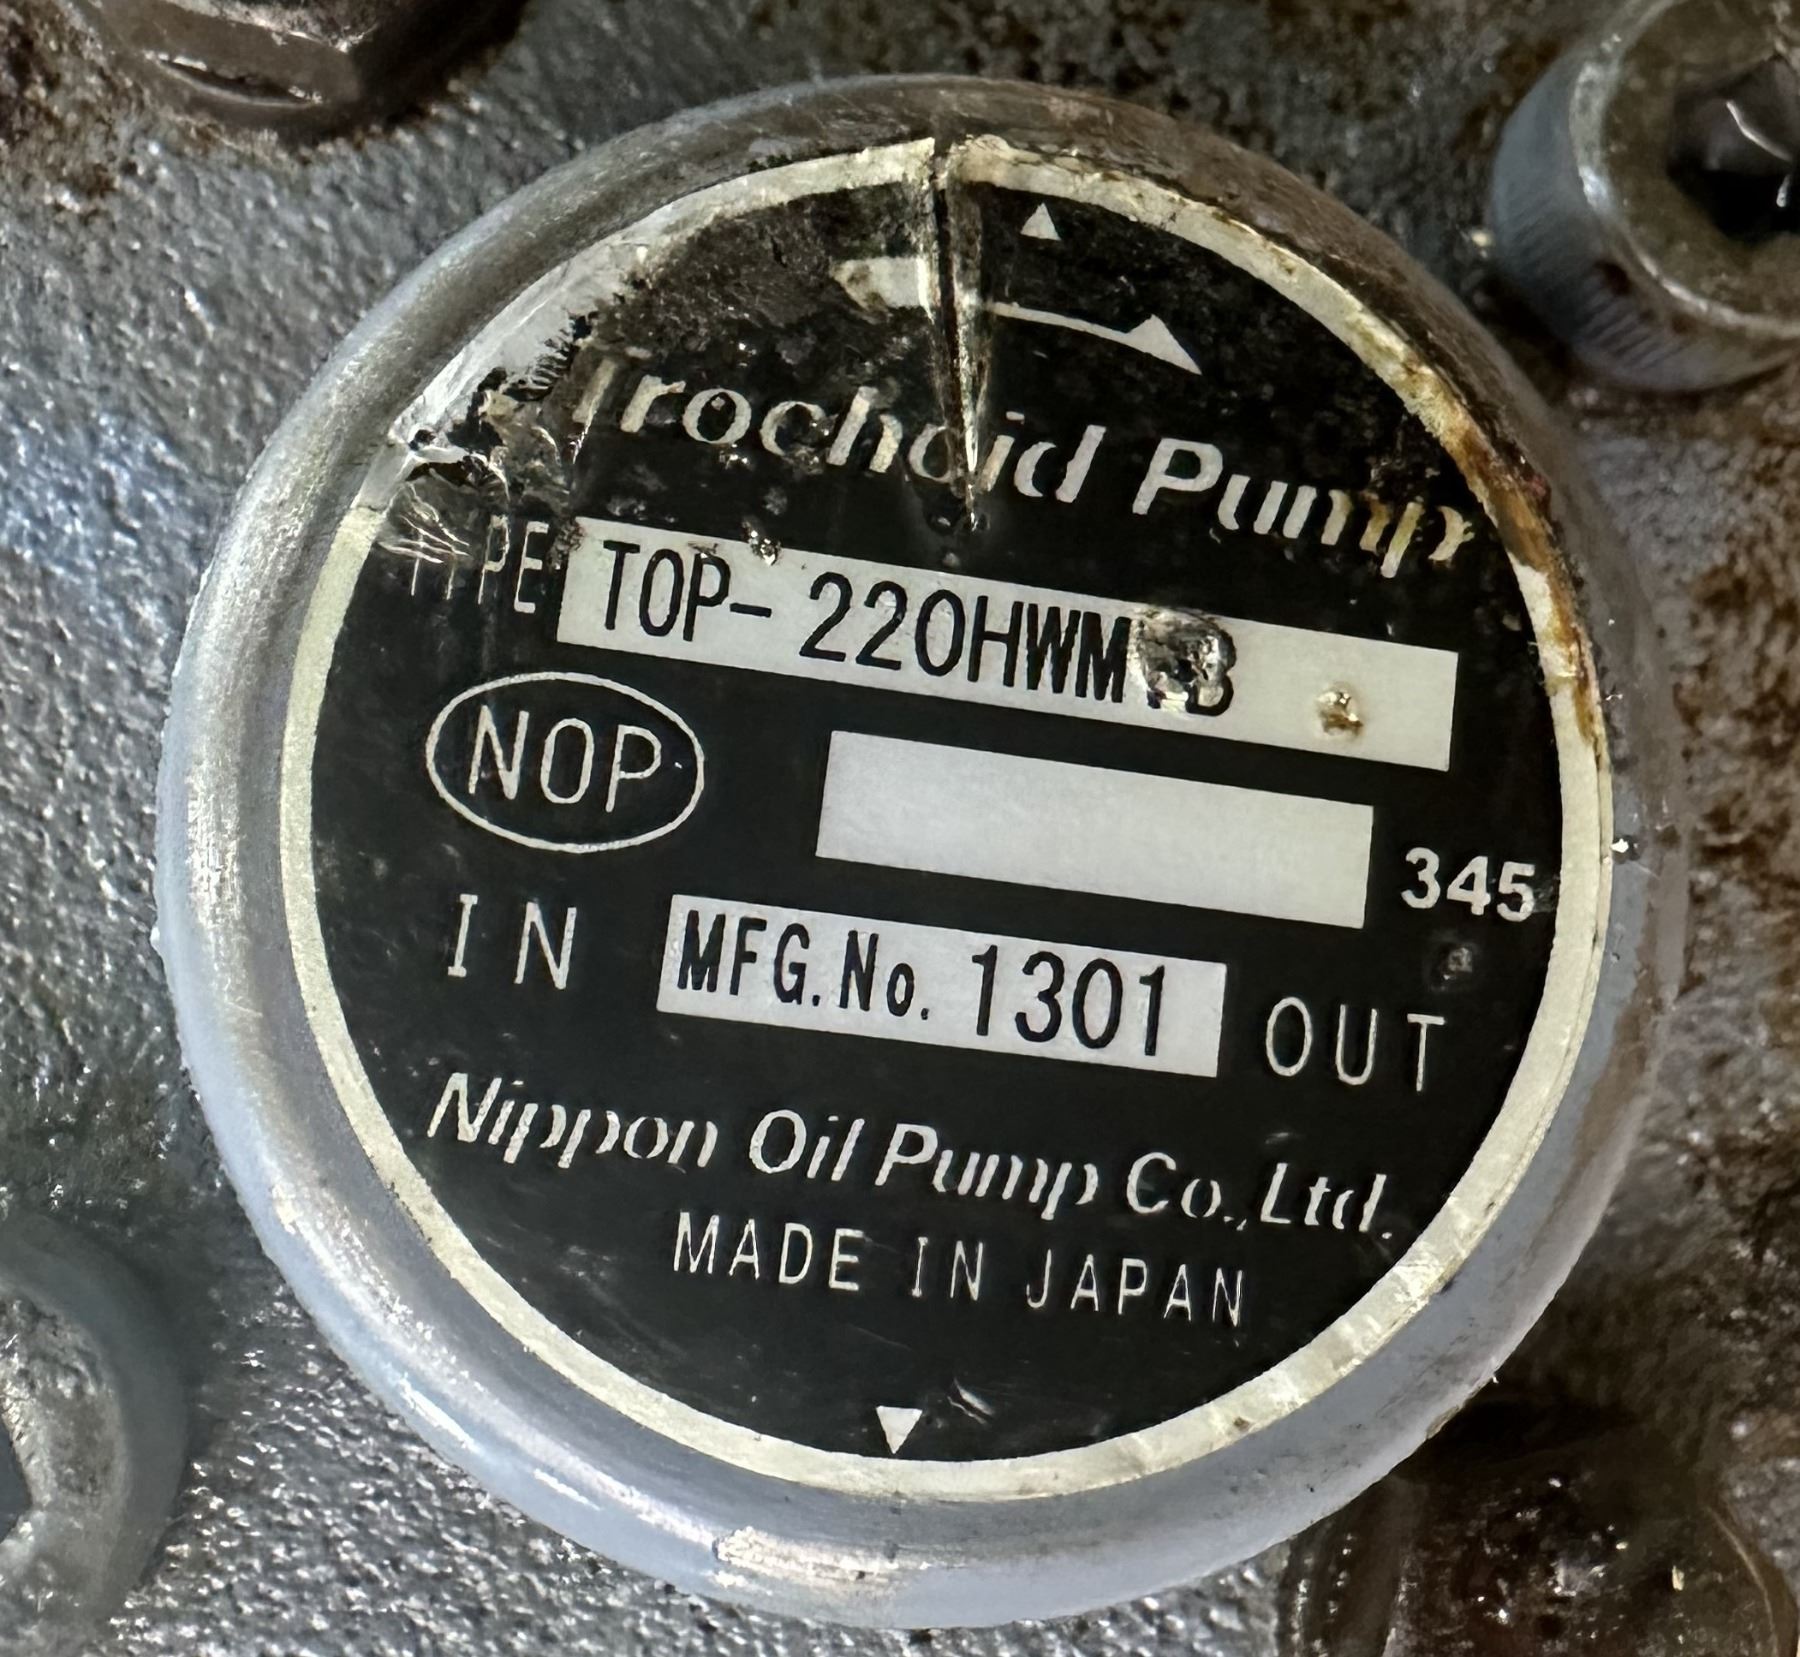 Trochoid Pump
TYPE TOP-220HWM
NOP
345
IN MFG.No. 1301 OUT
Nippon Oil Pump Co., Ltd.
MADE IN JAPAN